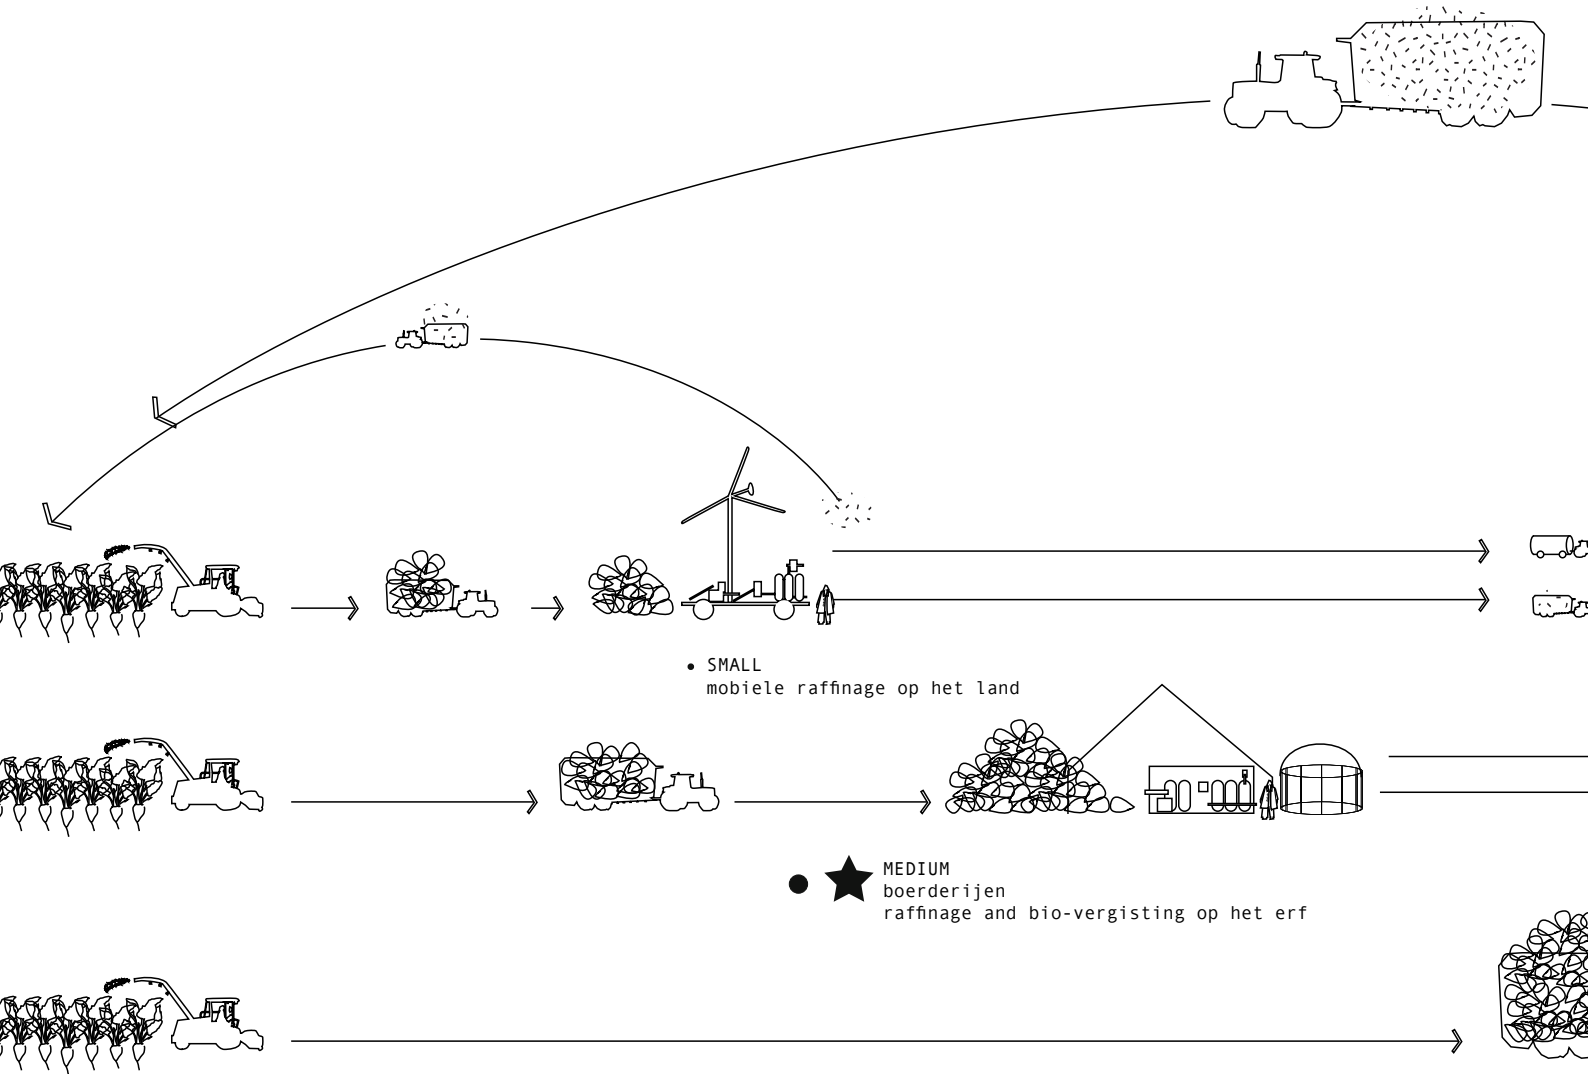 SMALL
mobiele raffinage op het land
MEDIUM
boerderijen
raffinage and bio-vergisting op het erf